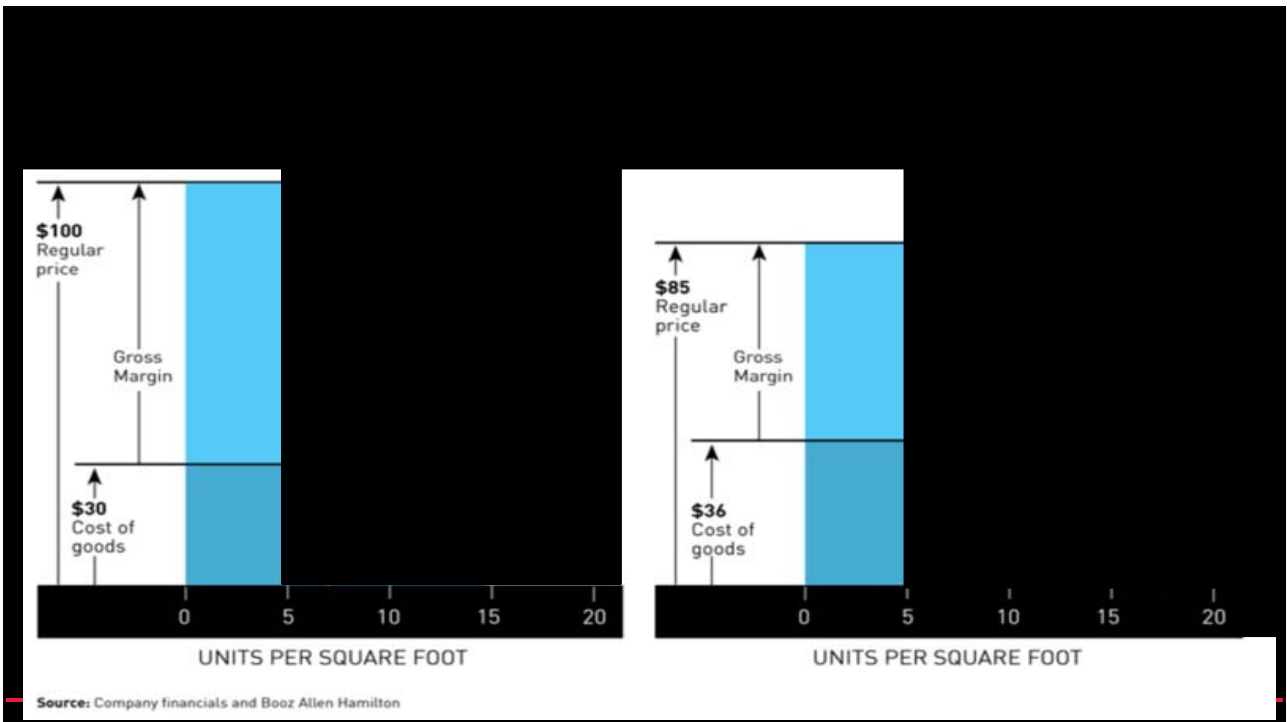 $100
Regular
price
Gross
Margin
$30
Cost of
goods
0 5 10 15 20
UNITS PER SQUARE FOOT
$85
Regular
price
Gross
Margin
$36
Cost of
goods
0 5 10 15 20
UNITS PER SQUARE FOOT
Source: Company financials and Booz Allen Hamilton